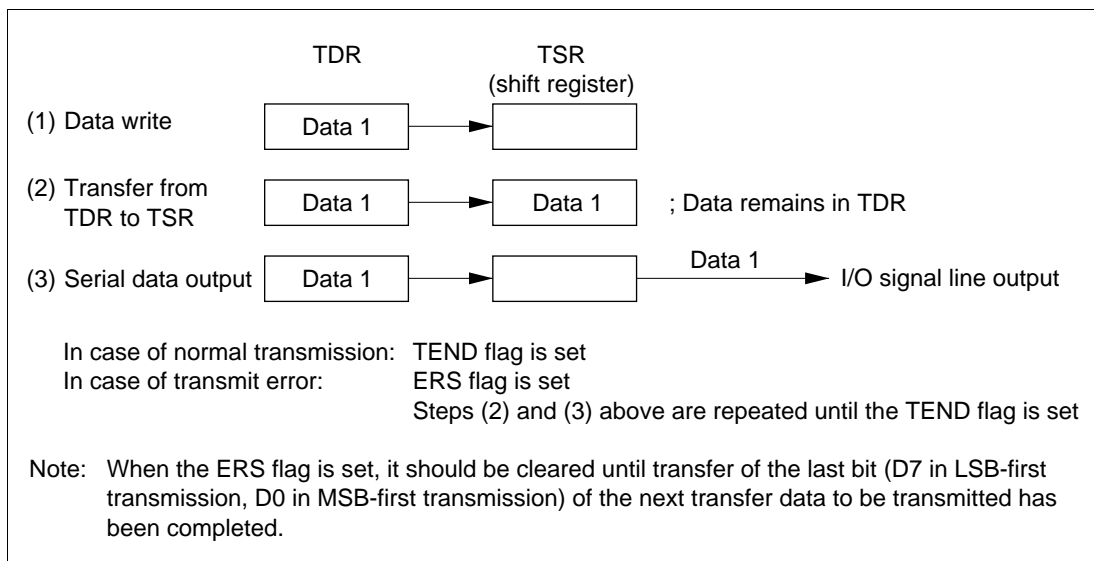 TDR
TSR
(shift register)
(1) Data write
Data 1
(2) Transfer from
TDR to TSR
Data 1
Data 1
; Data remains in TDR
(3) Serial data output
Data 1
Data 1
I/O signal line output
In case of normal transmission: TEND flag is set
In case of transmit error: ERS flag is set
Steps (2) and (3) above are repeated until the TEND flag is set
Note: When the ERS flag is set, it should be cleared until transfer of the last bit (D7 in LSB-first
transmission, D0 in MSB-first transmission) of the next transfer data to be transmitted has
been completed.